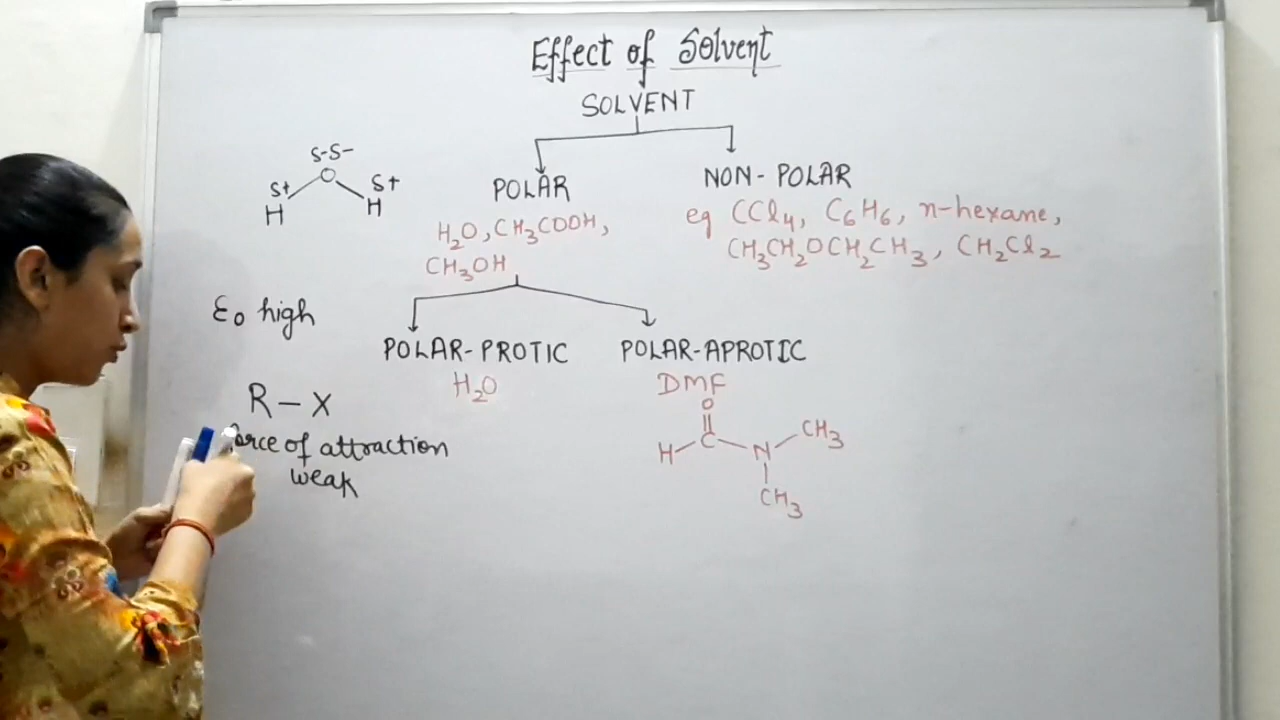 Effect of Solvent
SOLVENT
POLAR
NON-POLAR
H₂O, CH₃COOH,
CH₃OH
eg CCl₄, C₆H₆, n-hexane,
CH₃CH₂OCH₂CH₃, CH₂Cl₂
δ-δ-
O
δ+
H
δ+
H
ε₀ high
POLAR-PROTIC
H₂O
POLAR-APROTIC
DMF
O
H-C-N-CH₃
CH₃
R-X
force of attraction
weak